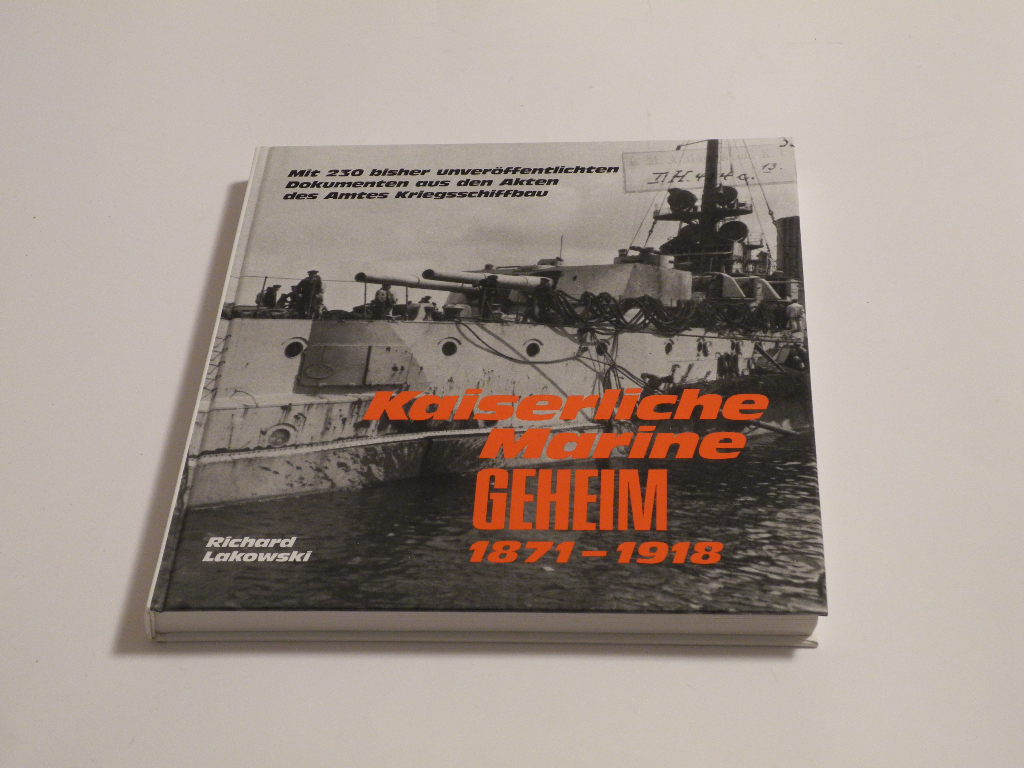 Mit 230 bisher unveröffentlichten
Dokumenten aus den Akten
des Amtes Kriegsschiffbau
Kaiserliche
Marine
GEHEIM
1871–1918
Richard
Lakowski